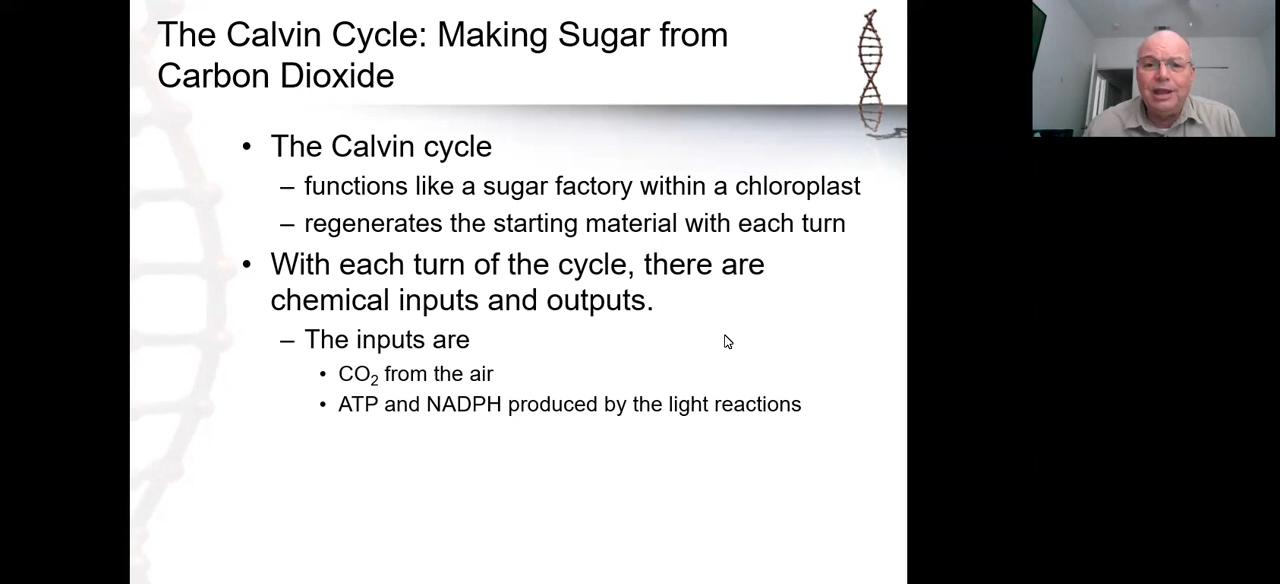 The Calvin Cycle: Making Sugar from
Carbon Dioxide
• The Calvin cycle
– functions like a sugar factory within a chloroplast
– regenerates the starting material with each turn
• With each turn of the cycle, there are
chemical inputs and outputs.
– The inputs are
• CO₂ from the air
• ATP and NADPH produced by the light reactions